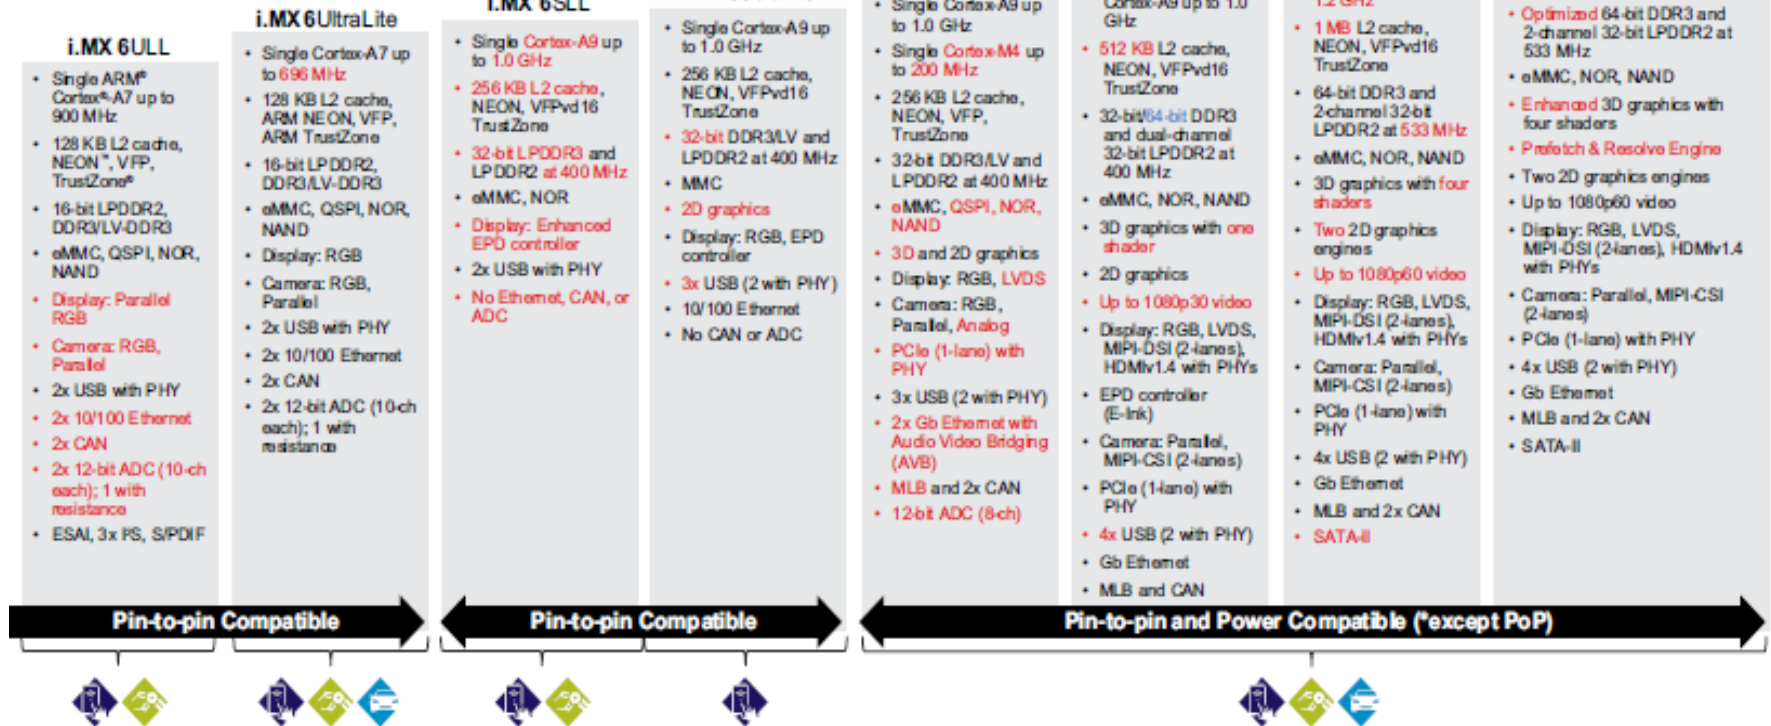 i.MX 6ULL
• Single ARM®
Cortex®-A7 up to
900 MHz
• 128 KB L2 cache,
NEON™, VFP,
TrustZone®
• 16-bit LPDDR2,
DDR3/LV-DDR3
• eMMC, QSPI, NOR,
NAND
• Display: Parallel
RGB
• Camera: RGB,
Parallel
• 2x USB with PHY
• 2x 10/100 Ethernet
• 2x CAN
• 2x 12-bit ADC (10-ch
each); 1 with
resistance
• ESAI, 3x I²S, S/PDIF
i.MX 6UltraLite
• Single Cortex-A7 up
to 696 MHz
• 128 KB L2 cache,
ARM NEON, VFP,
ARM TrustZone
• 16-bit LPDDR2,
DDR3/LV-DDR3
• eMMC, QSPI, NOR,
NAND
• Display: RGB
• Camera: RGB,
Parallel
• 2x USB with PHY
• 2x 10/100 Ethernet
• 2x CAN
• 2x 12-bit ADC (10-ch
each); 1 with
resistance
i.MX 6SLL
• Single Cortex-A9 up
to 1.0 GHz
• 256 KB L2 cache,
NEON, VFPvd16
TrustZone
• 32-bit LPDDR3 and
LPDDR2 at 400 MHz
• eMMC, NOR
• Display: Enhanced
EPD controller
• 2x USB with PHY
• No Ethernet, CAN, or
ADC
• Single Cortex-A9 up
to 1.0 GHz
• 256 KB L2 cache,
NEON, VFPvd16
TrustZone
• 32-bit DDR3/LV and
LPDDR2 at 400 MHz
• MMC
• 2D graphics
• Display: RGB, EPD
controller
• 3x USB (2 with PHY)
• 10/100 Ethernet
• No CAN or ADC
• Single Cortex-A9 up
to 1.0 GHz
• Single Cortex-M4 up
to 200 MHz
• 256 KB L2 cache,
NEON, VFP,
TrustZone
• 32-bit DDR3/LV and
LPDDR2 at 400 MHz
• eMMC, QSPI, NOR,
NAND
• 3D and 2D graphics
• Display: RGB, LVDS
• Camera: RGB,
Parallel, Analog
• PCIe (1-lane) with
PHY
• 3x USB (2 with PHY)
• 2x Gb Ethernet with
Audio Video Bridging
(AVB)
• MLB and 2x CAN
• 12-bit ADC (8-ch)
Cortex-A9 up to 1.0
GHz
• 512 KB L2 cache,
NEON, VFPvd16
TrustZone
• 32-bit/64-bit DDR3
and dual-channel
32-bit LPDDR2 at
400 MHz
• eMMC, NOR, NAND
• 3D graphics with one
shader
• 2D graphics
• Up to 1080p30 video
• Display: RGB, LVDS,
MIPI-DSI (2-lanes),
HDMIv1.4 with PHYs
• EPD controller
(E-Ink)
• Camera: Parallel,
MIPI-CSI (2-lanes)
• PCIe (1-lane) with
PHY
• 4x USB (2 with PHY)
• Gb Ethernet
• MLB and CAN
1.2 GHz
• 1 MB L2 cache,
NEON, VFPvd16
TrustZone
• 64-bit DDR3 and
2-channel 32-bit
LPDDR2 at 533 MHz
• eMMC, NOR, NAND
• 3D graphics with four
shaders
• Two 2D graphics
engines
• Up to 1080p60 video
• Display: RGB, LVDS,
MIPI-DSI (2-lanes),
HDMIv1.4 with PHYs
• Camera: Parallel,
MIPI-CSI (2-lanes)
• PCIe (1-lane) with
PHY
• 4x USB (2 with PHY)
• Gb Ethernet
• MLB and 2x CAN
• SATA-II
• Optimized 64-bit DDR3 and
2-channel 32-bit LPDDR2 at
533 MHz
• eMMC, NOR, NAND
• Enhanced 3D graphics with
four shaders
• Prefetch & Resolve Engine
• Two 2D graphics engines
• Up to 1080p60 video
• Display: RGB, LVDS,
MIPI-DSI (2-lanes), HDMIv1.4
with PHYs
• Camera: Parallel, MIPI-CSI
(2-lanes)
• PCIe (1-lane) with PHY
• 4x USB (2 with PHY)
• Gb Ethernet
• MLB and 2x CAN
• SATA-II
Pin-to-pin Compatible
Pin-to-pin Compatible
Pin-to-pin and Power Compatible (*except PoP)